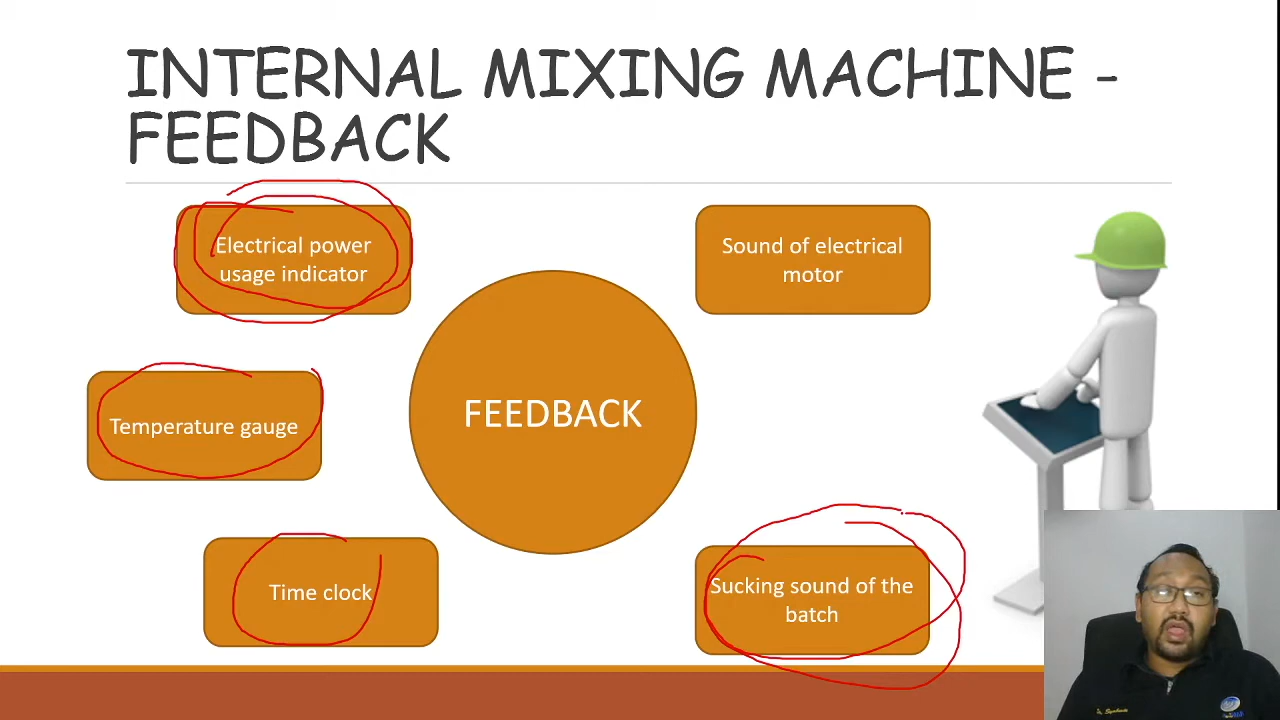 INTERNAL MIXING MACHINE -
FEEDBACK
Electrical power
usage indicator
Sound of electrical
motor
Temperature gauge
FEEDBACK
Time clock
Sucking sound of the
batch